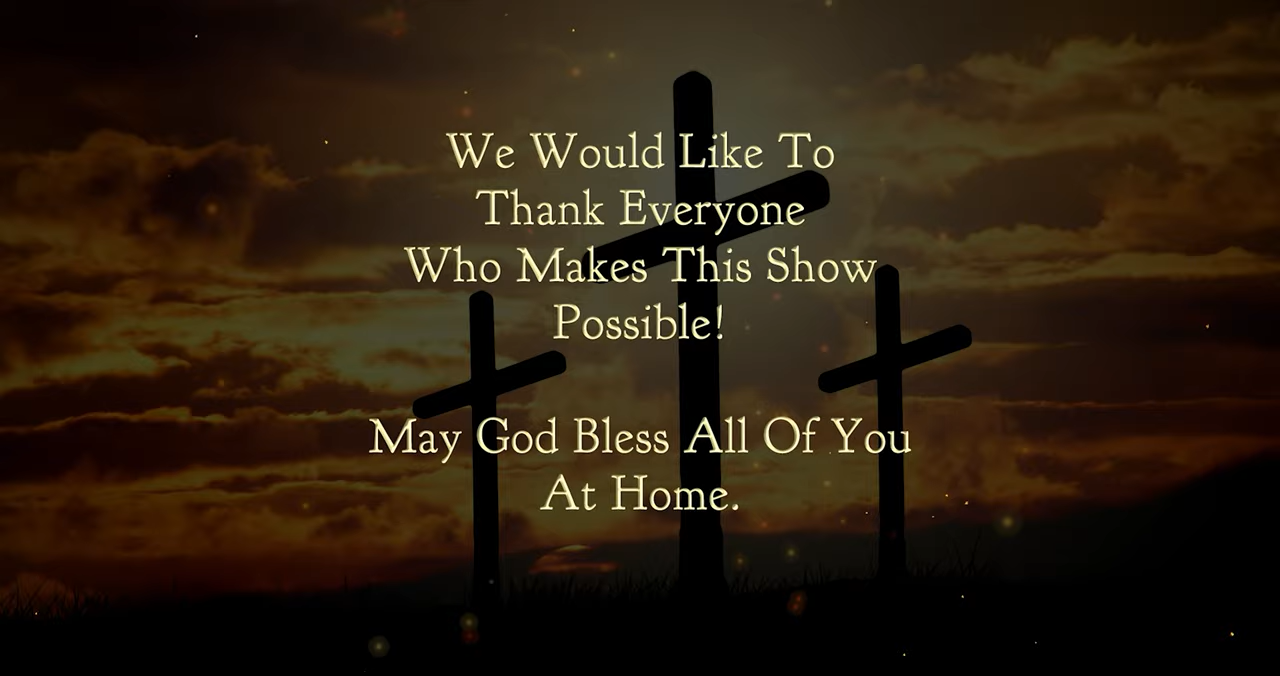 We Would Like To
Thank Everyone
Who Makes This Show
Possible!
May God Bless All Of You
At Home.